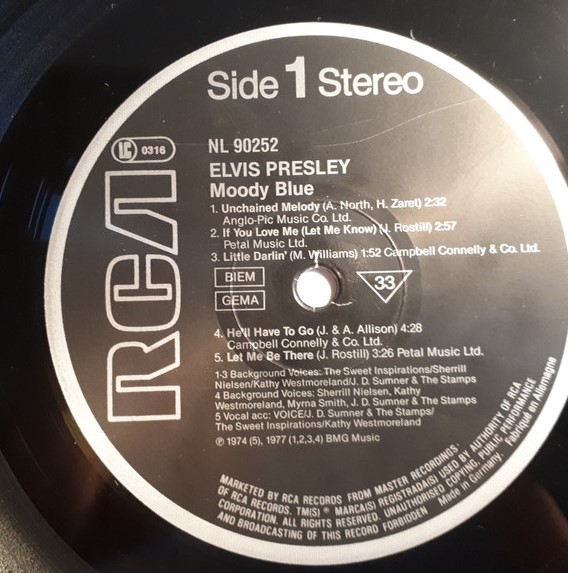 Side 1 Stereo
LC 0316
NL 90252
ELVIS PRESLEY
Moody Blue
1. Unchained Melody (A. North, H. Zaret) 2:32
Anglo-Pic Music Co. Ltd.
2. If You Love Me (Let Me Know) (J. Rostill) 2:57
Petal Music Ltd.
3. Little Darlin' (M. Williams) 1:52 Campbell Connelly & Co. Ltd.
BIEM
GEMA
33
4. He'll Have To Go (J. & A. Allison) 4:28
Campbell Connelly & Co. Ltd.
5. Let Me Be There (J. Rostill) 3:26 Petal Music Ltd.
1-3 Background Voices: The Sweet Inspirations/Sherrill
Nielsen/Kathy Westmoreland/J. D. Sumner & The Stamps
4 Background Voices: Sherrill Nielsen, Kathy
Westmoreland, Myrna Smith, J. D. Sumner & The Stamps
5 Vocal acc: VOICE/J. D. Sumner & The Stamps/
The Sweet Inspirations/Kathy Westmoreland
℗ 1974 (5), 1977 (1,2,3,4) BMG Music
RCA
MARKETED BY RCA RECORDS FROM MASTER RECORDINGS·
OF RCA RECORDS. TM(S) ® MARCA(S) REGISTRADA(S) USED BY AUTHORITY OF RCA
CORPORATION. ALL RIGHTS RESERVED. UNAUTHORISED COPYING, PUBLIC PERFORMANCE
AND BROADCASTING OF THIS RECORD FORBIDDEN Made in Germany. Fabriqué en Allemagne